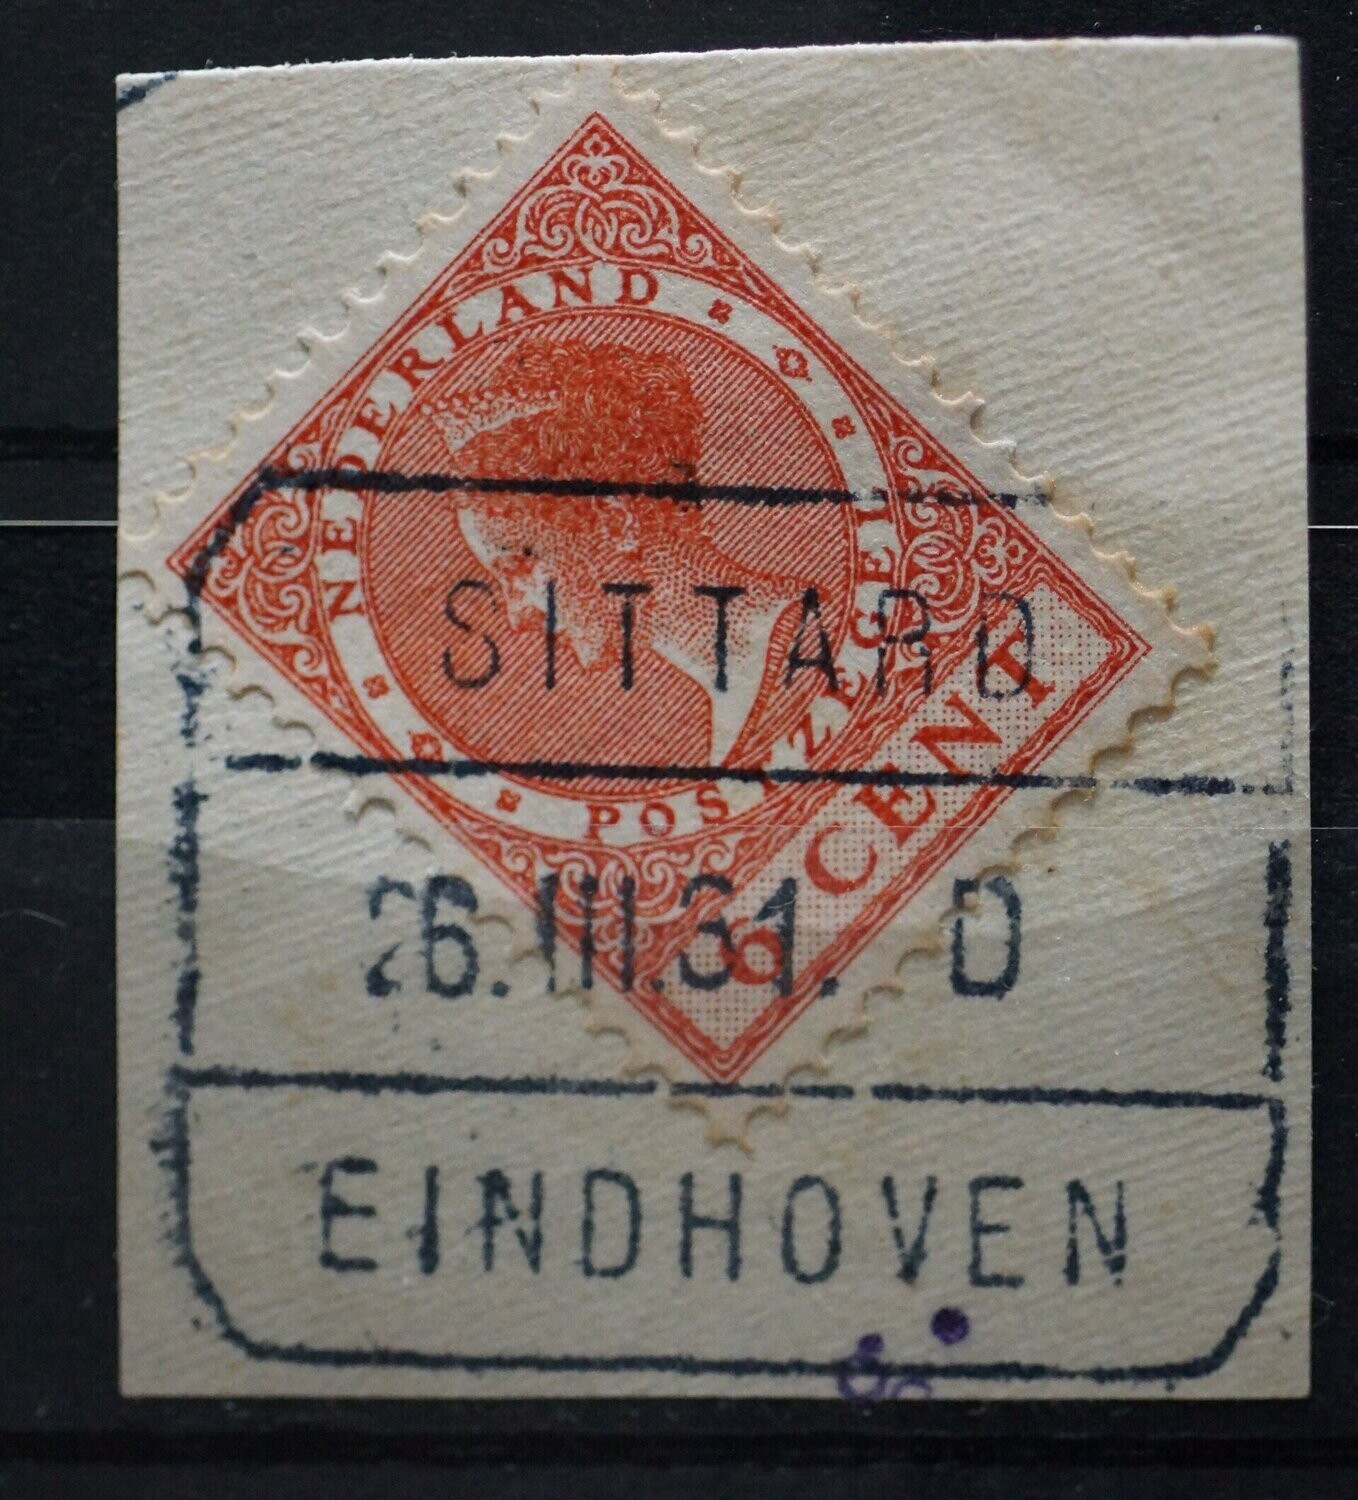 NEDERLAND
POSTZEGEL
6 CENT
SITTARD
26.III.31. D
EINDHOVEN